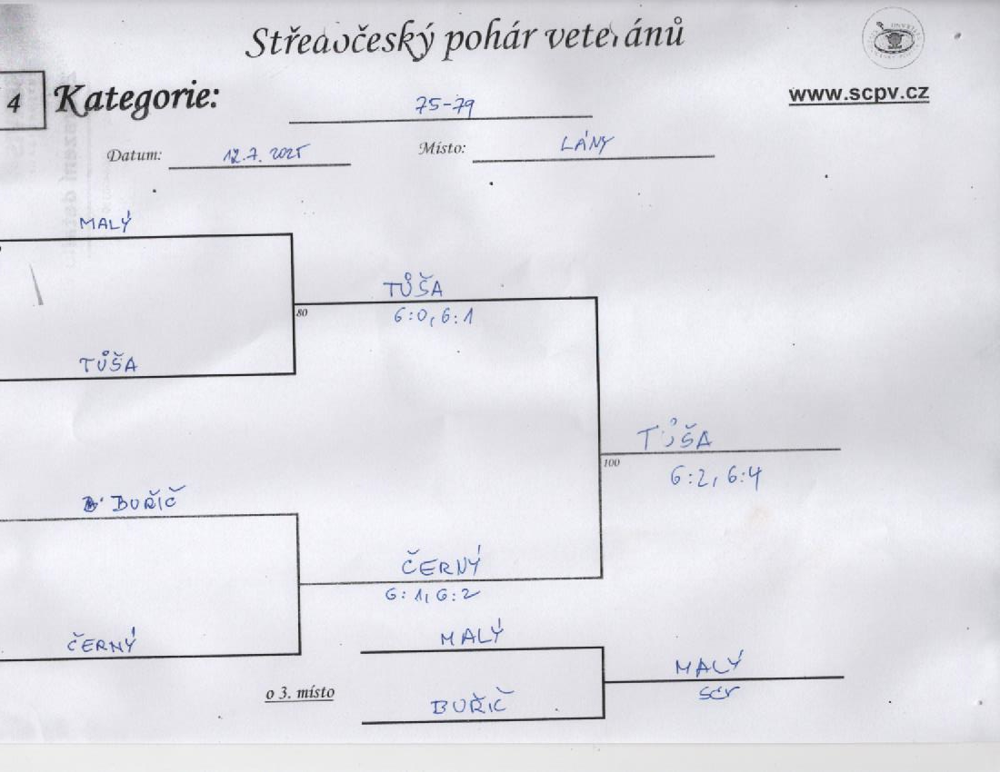 Středočeský pohár veteránů
4 Kategorie: 75-79
www.scpv.cz
Datum: 12.7. 2025 Místo: LÁNY
MALÝ
TŮŠA
6:0, 6:1
80
TŮŠA
TŮŠA
100
6:2, 6:4
BUŘIČ
ČERNÝ
6:1, 6:2
MALÝ
ČERNÝ
MALÝ
scr
o 3. místo
BUŘIČ